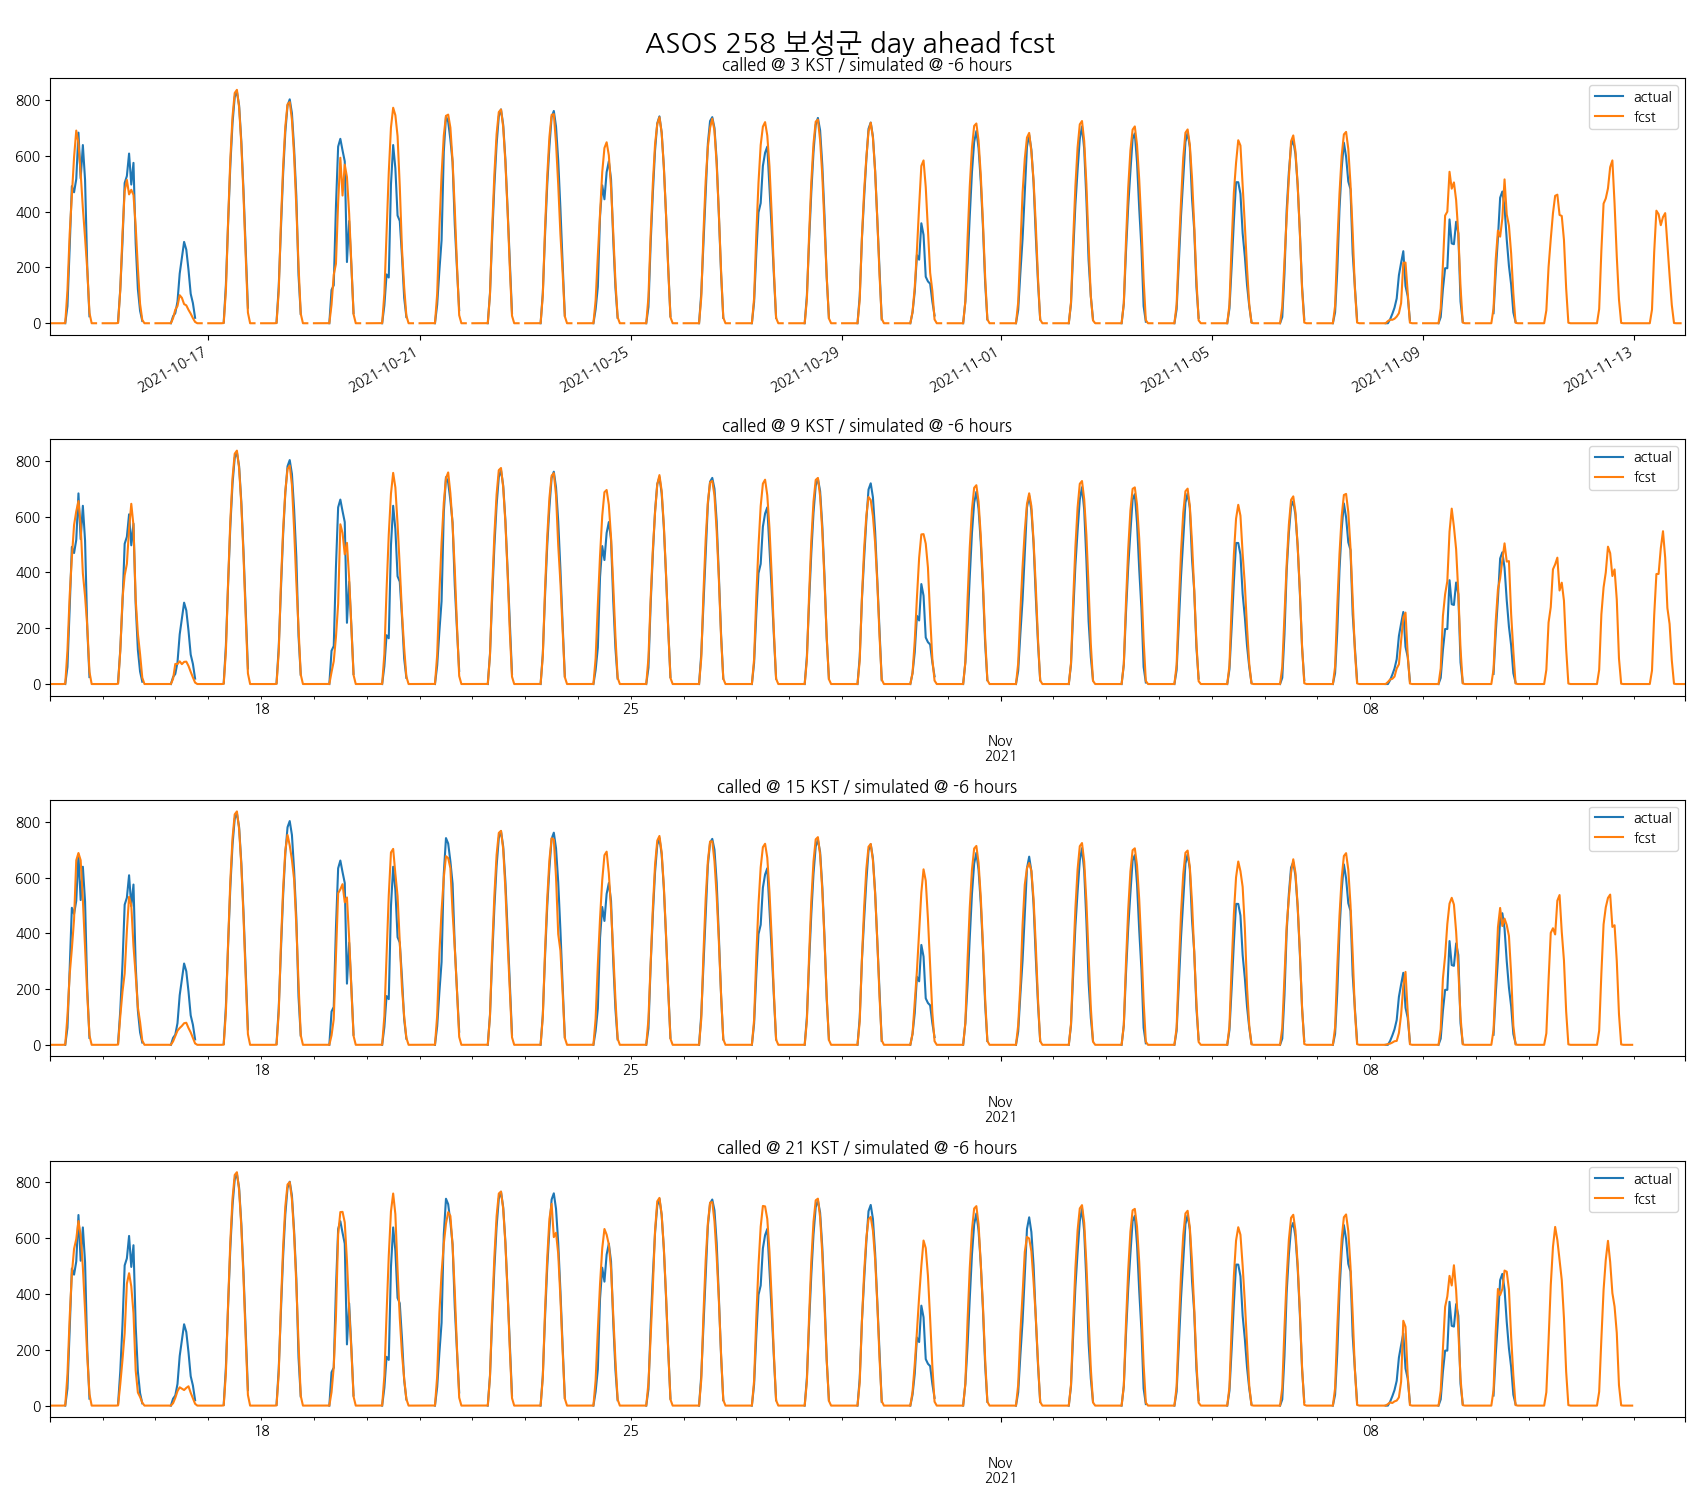 ASOS 258 보성군 day ahead fcst
called @ 3 KST / simulated @ -6 hours
800
600
400
200
0
actual
fcst
2021-10-17
2021-10-21
2021-10-25
2021-10-29
2021-11-01
2021-11-05
2021-11-09
2021-11-13
called @ 9 KST / simulated @ -6 hours
800
600
400
200
0
actual
fcst
18
25
08
Nov
2021
called @ 15 KST / simulated @ -6 hours
800
600
400
200
0
actual
fcst
18
25
08
Nov
2021
called @ 21 KST / simulated @ -6 hours
800
600
400
200
0
actual
fcst
18
25
08
Nov
2021